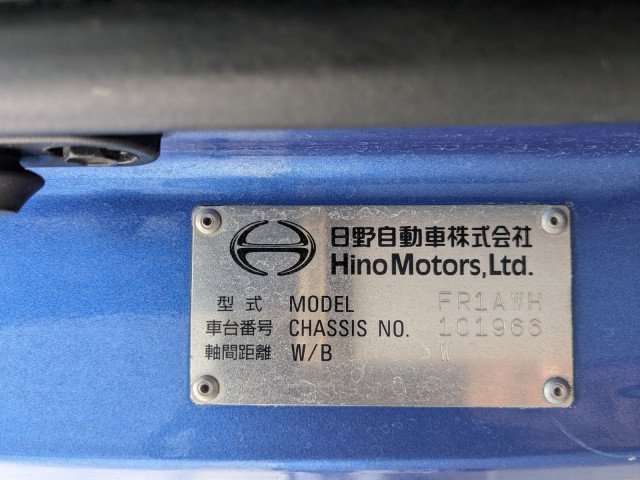 日野自動車株式会社
Hino Motors, Ltd.
型式 MODEL FR1AWH
車台番号 CHASSIS NO. 101966
軸間距離 W/B W